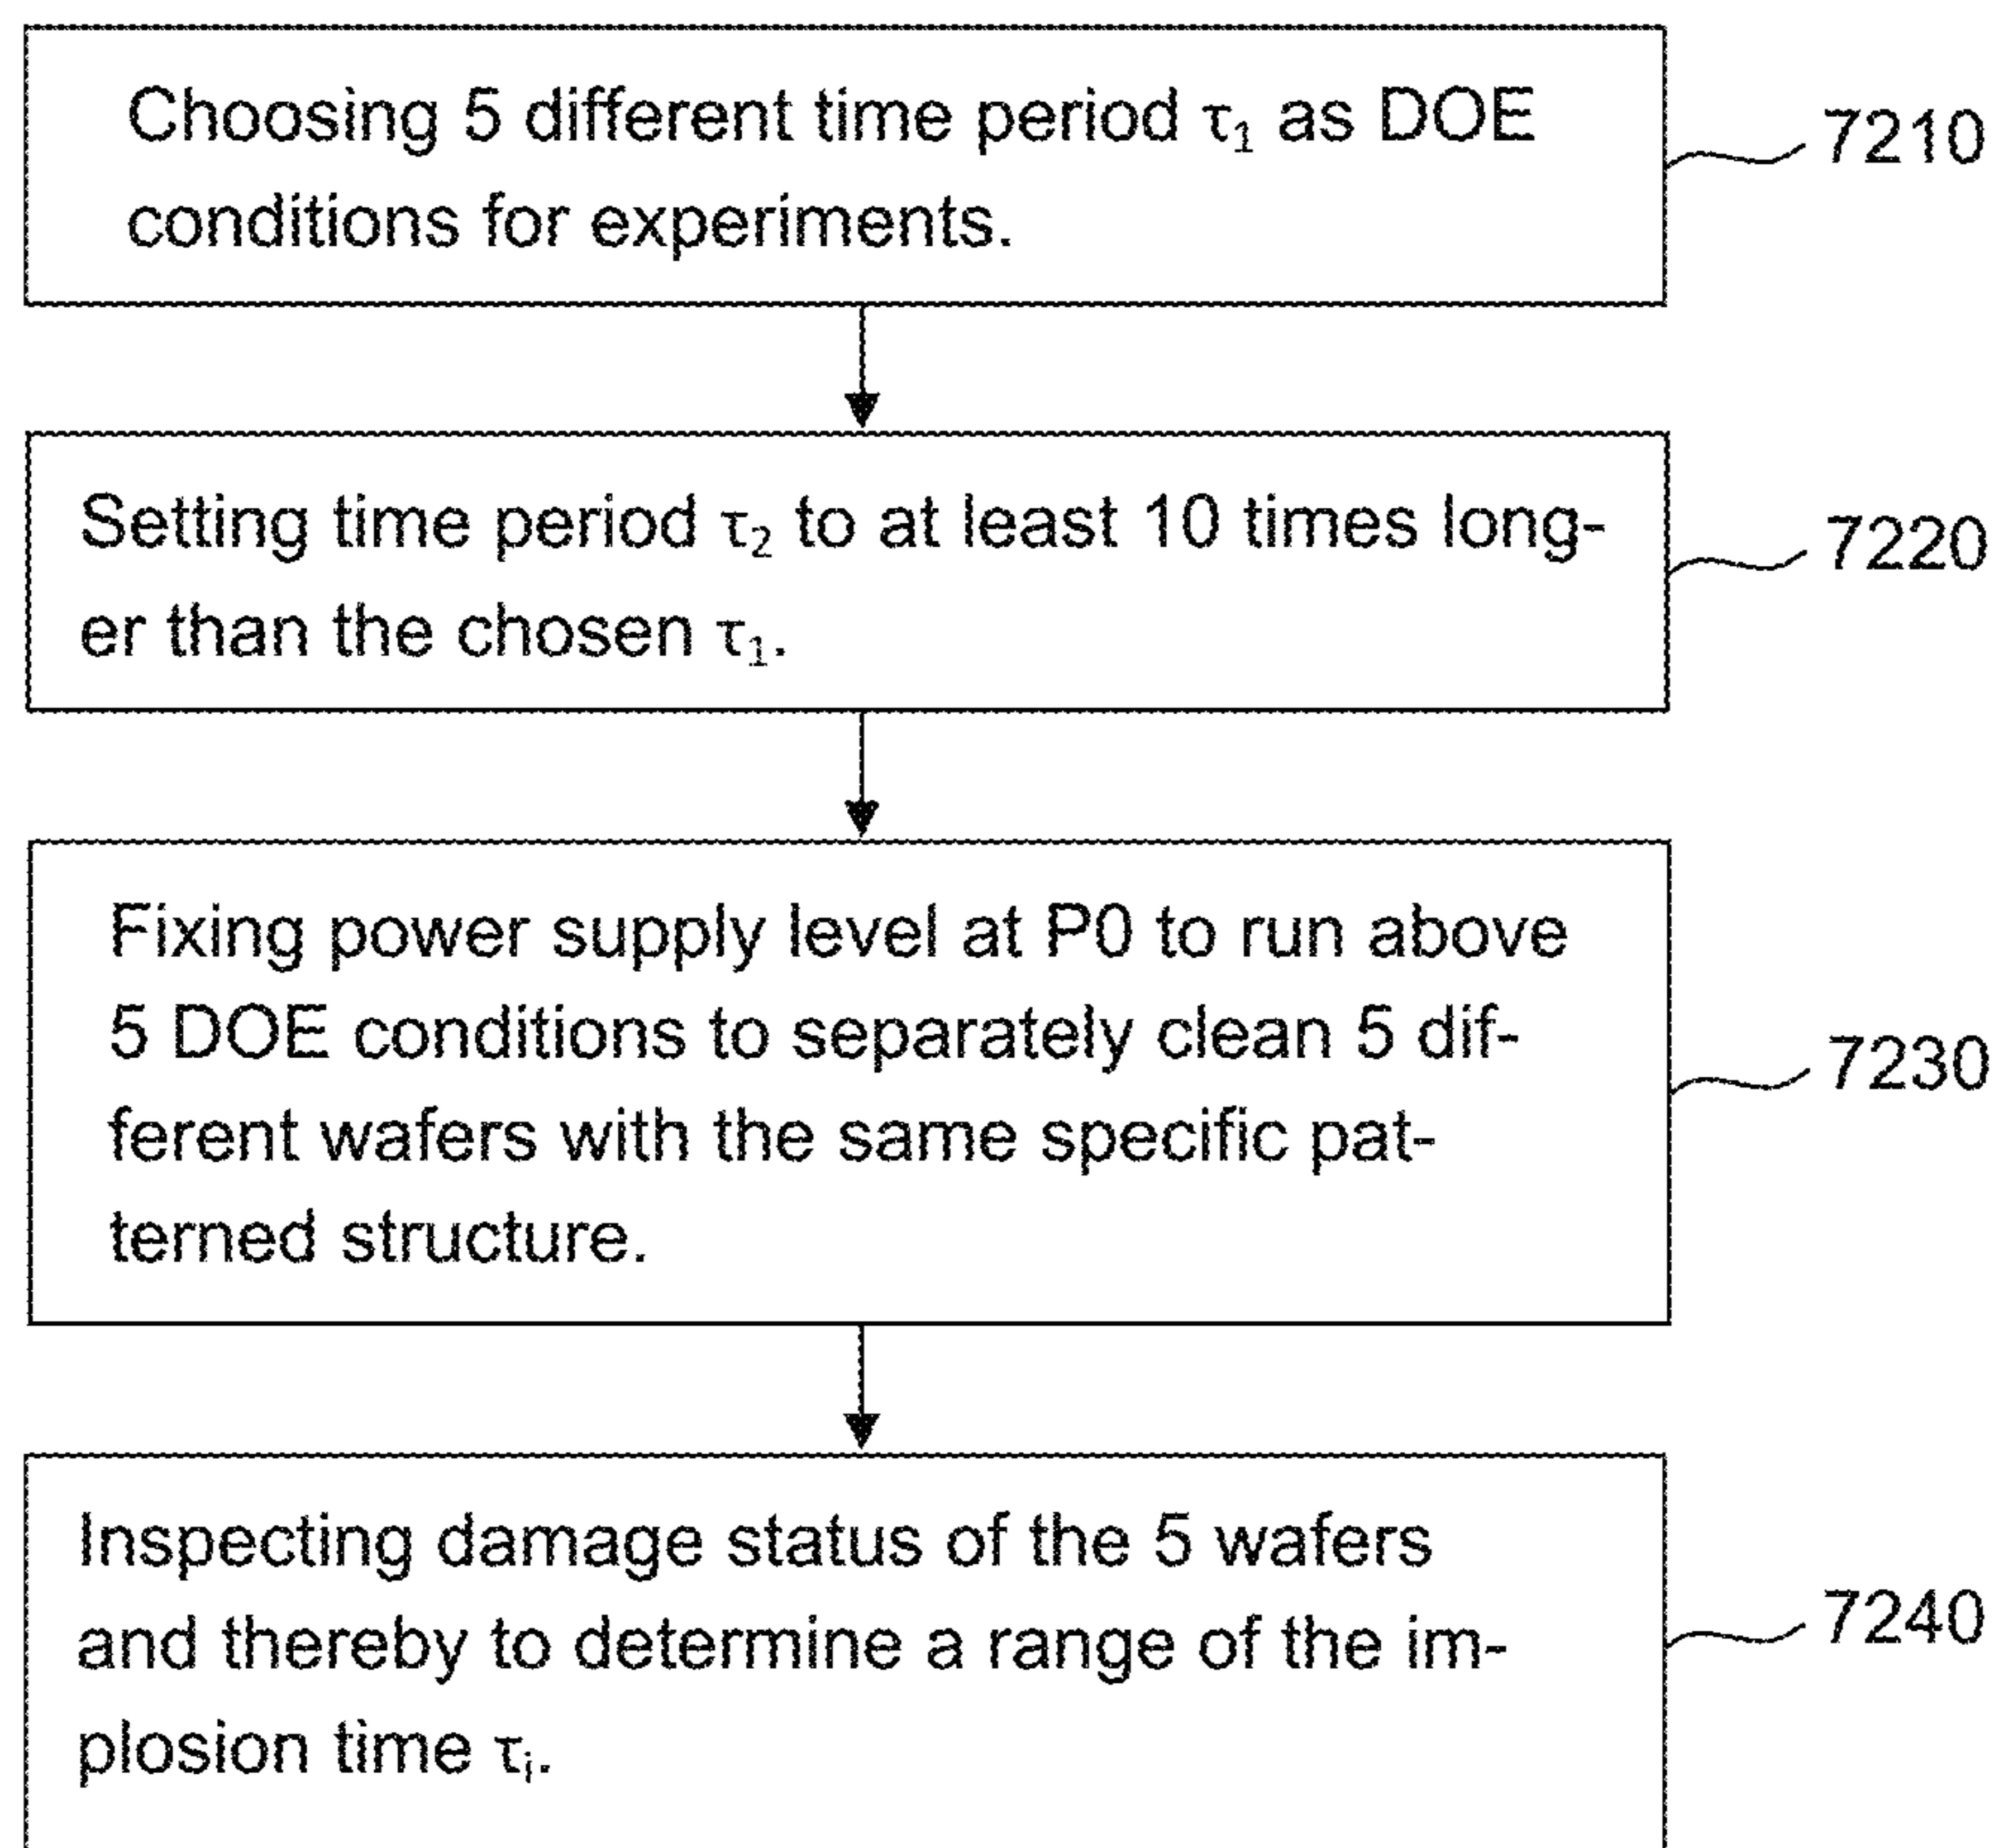 Choosing 5 different time period τ₁ as DOE
conditions for experiments.
7210
Setting time period τ₂ to at least 10 times long-
er than the chosen τ₁.
7220
Fixing power supply level at P0 to run above
5 DOE conditions to separately clean 5 dif-
ferent wafers with the same specific pat-
terned structure.
7230
Inspecting damage status of the 5 wafers
and thereby to determine a range of the im-
plosion time τᵢ.
7240